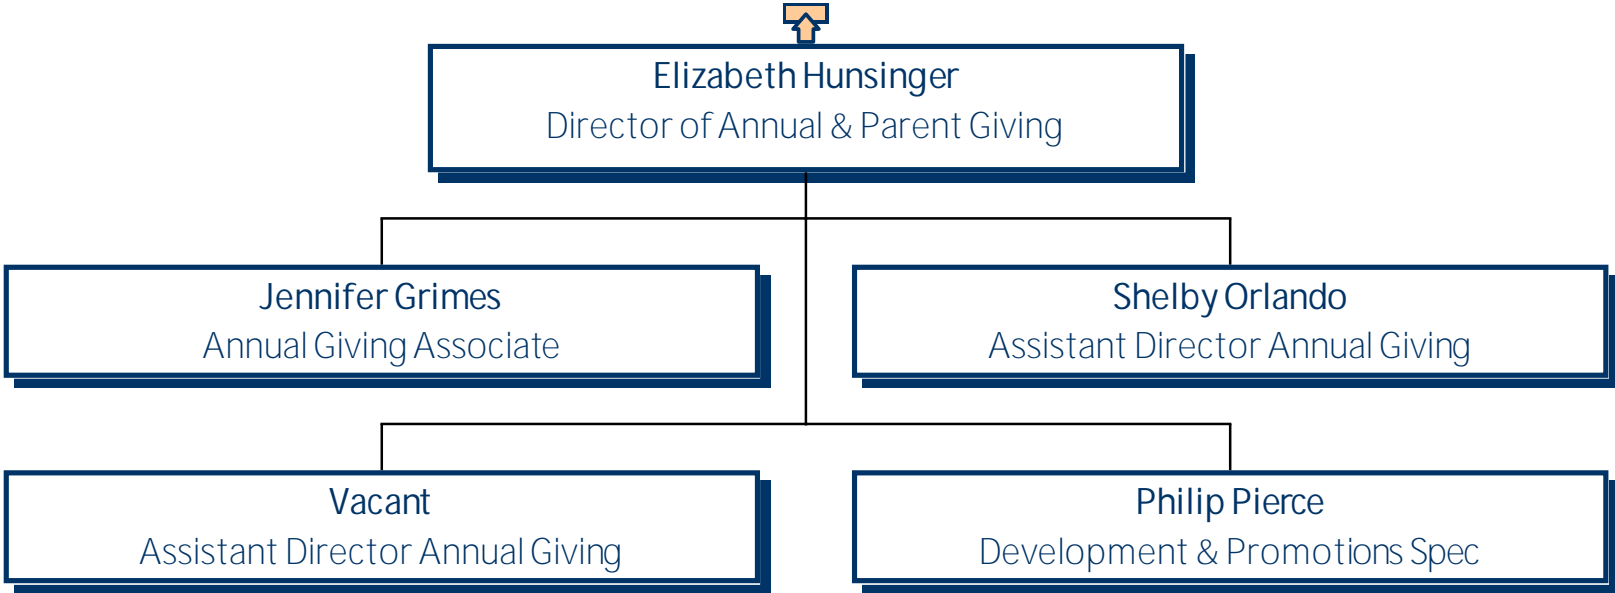 Elizabeth Hunsinger
Director of Annual & Parent Giving
Jennifer Grimes
Annual Giving Associate
Shelby Orlando
Assistant Director Annual Giving
Vacant
Assistant Director Annual Giving
Philip Pierce
Development & Promotions Spec